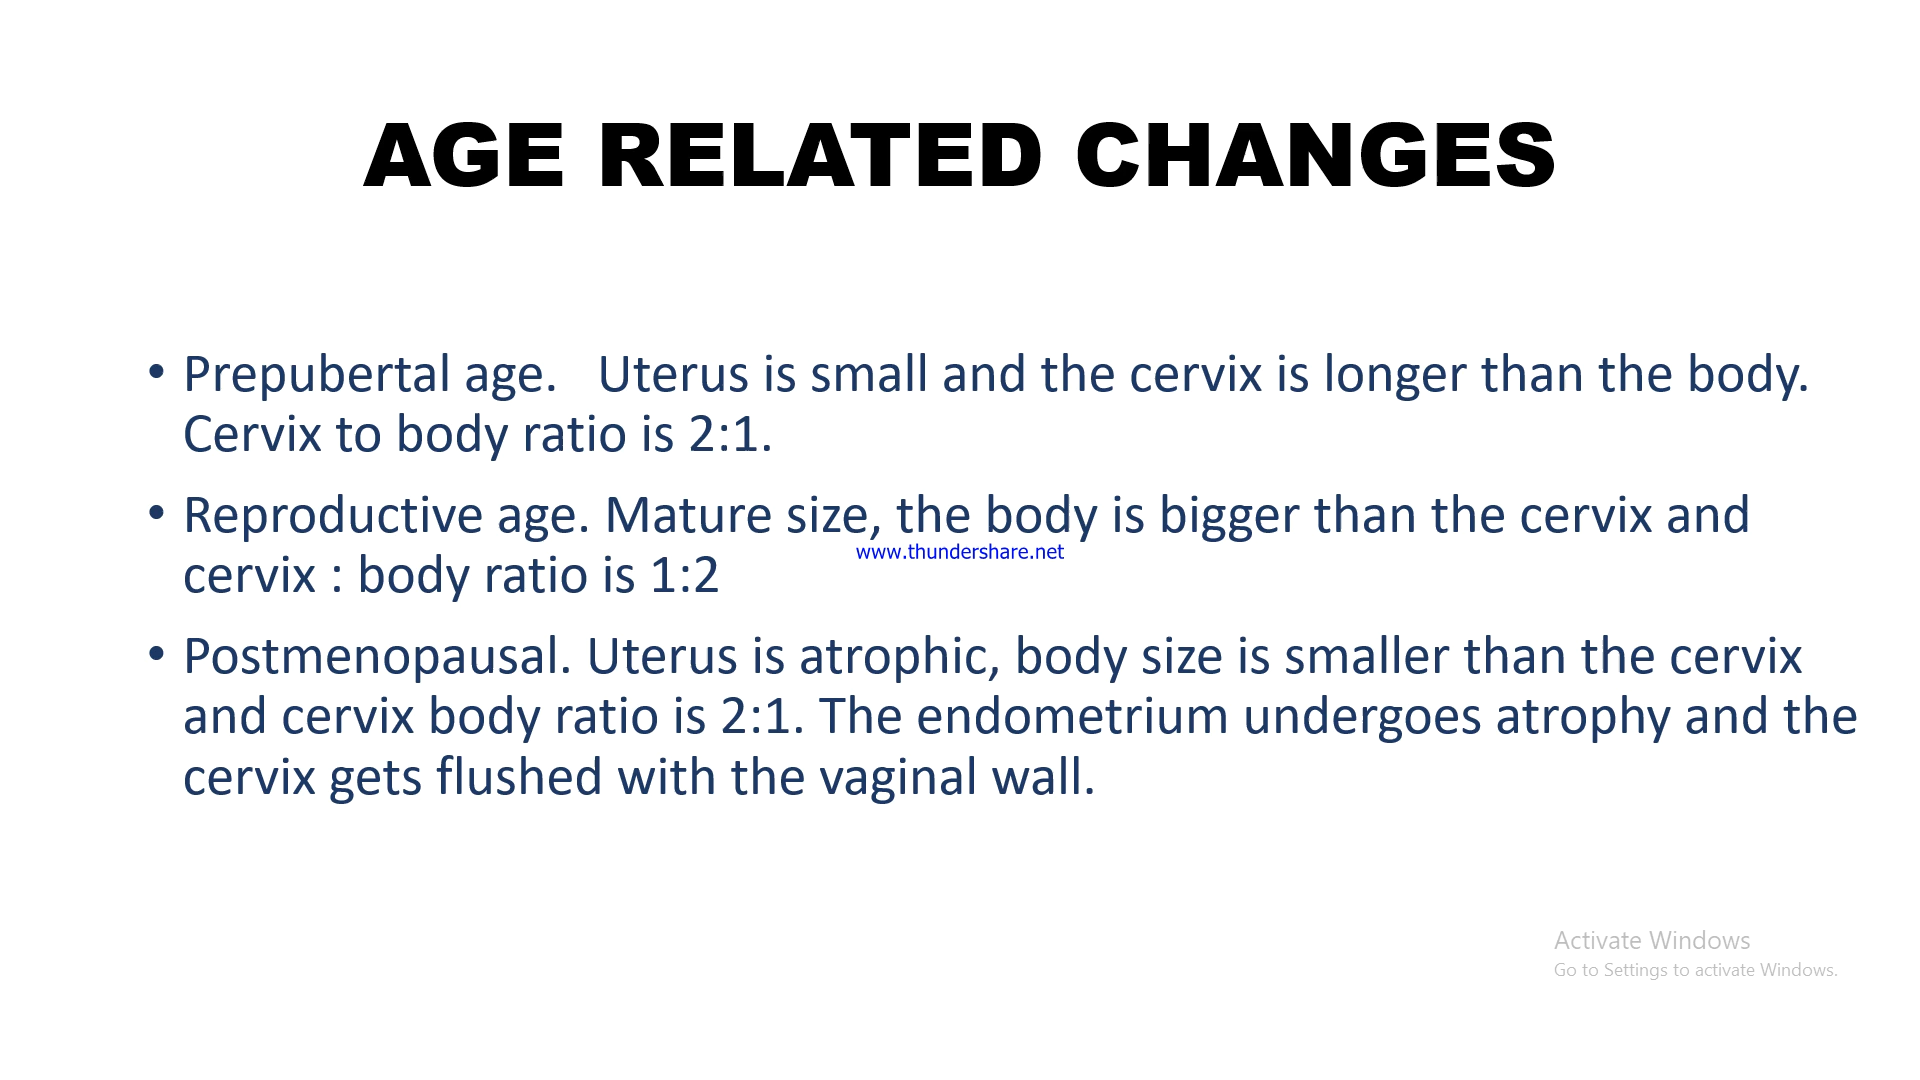 AGE RELATED CHANGES
• Prepubertal age.   Uterus is small and the cervix is longer than the body.
Cervix to body ratio is 2:1.
• Reproductive age. Mature size, the body is bigger than the cervix and
www.thundershare.net
cervix : body ratio is 1:2
• Postmenopausal. Uterus is atrophic, body size is smaller than the cervix
and cervix body ratio is 2:1. The endometrium undergoes atrophy and the
cervix gets flushed with the vaginal wall.
Activate Windows
Go to Settings to activate Windows.